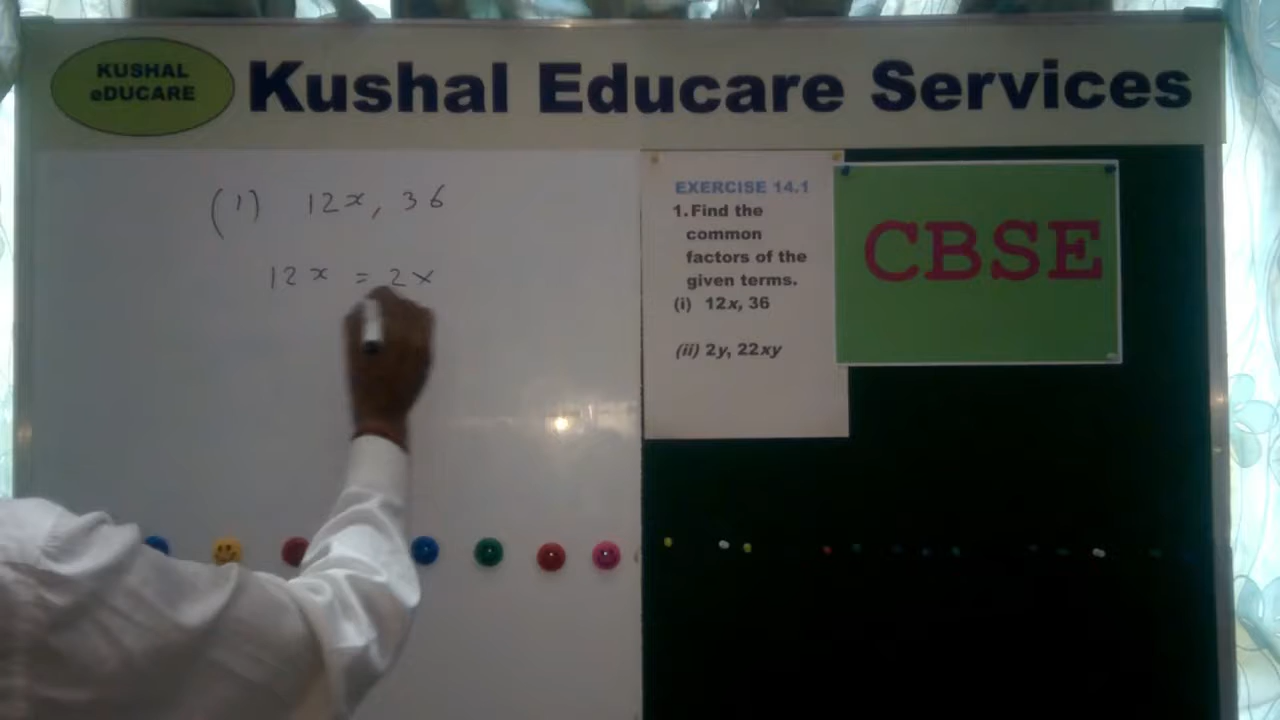 KUSHAL
eDUCARE
Kushal Educare Services
(1) 12x, 36
12x = 2x
EXERCISE 14.1
1. Find the
common
factors of the
given terms.
(i) 12x, 36
(ii) 2y, 22xy
CBSE